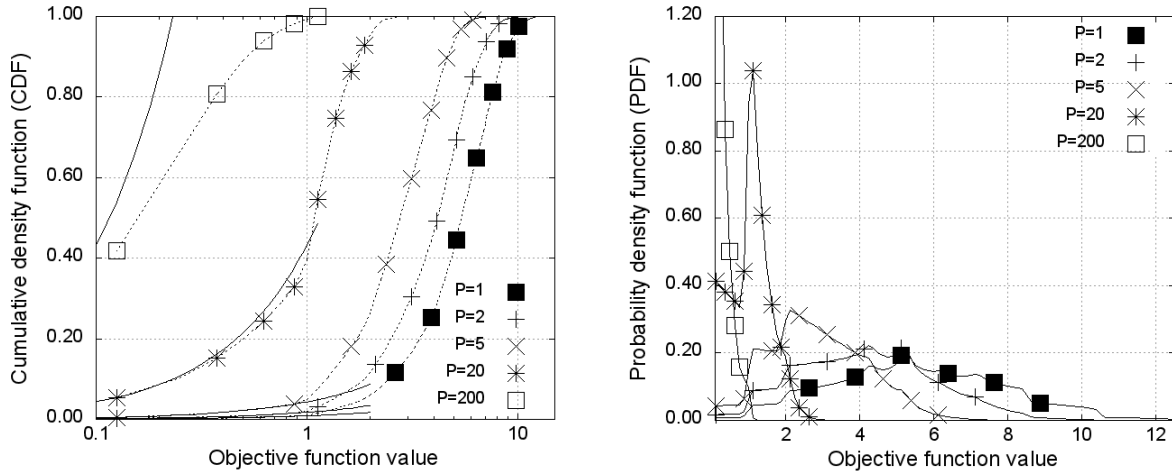 1.00
0.80
0.60
0.40
0.20
0.00
0.1
1
10
Cumulative density function (CDF)
Objective function value
P=1
P=2
P=5
P=20
P=200
1.20
1.00
0.80
0.60
0.40
0.20
0.00
2
4
6
8
10
12
Probability density function (PDF)
Objective function value
P=1
P=2
P=5
P=20
P=200